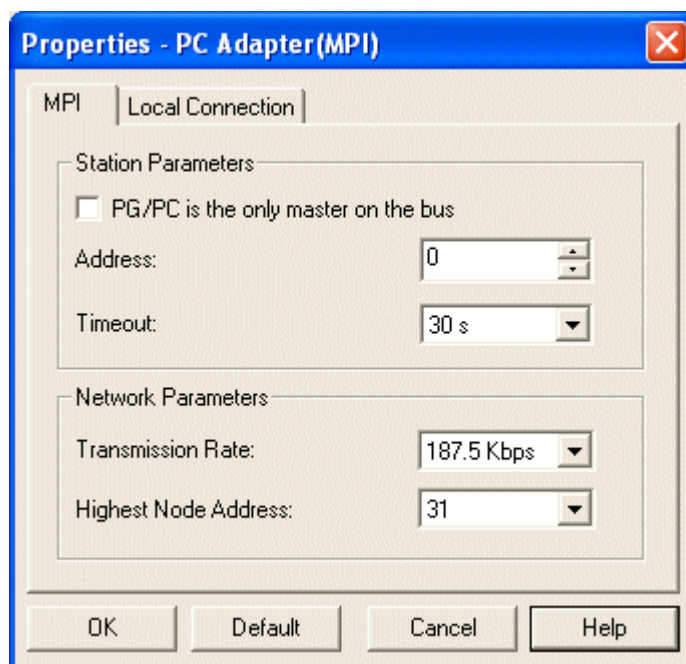 Properties - PC Adapter(MPI)
MPI Local Connection
Station Parameters
PG/PC is the only master on the bus
Address: 0
Timeout: 30 s
Network Parameters
Transmission Rate: 187.5 Kbps
Highest Node Address: 31
OK Default Cancel Help